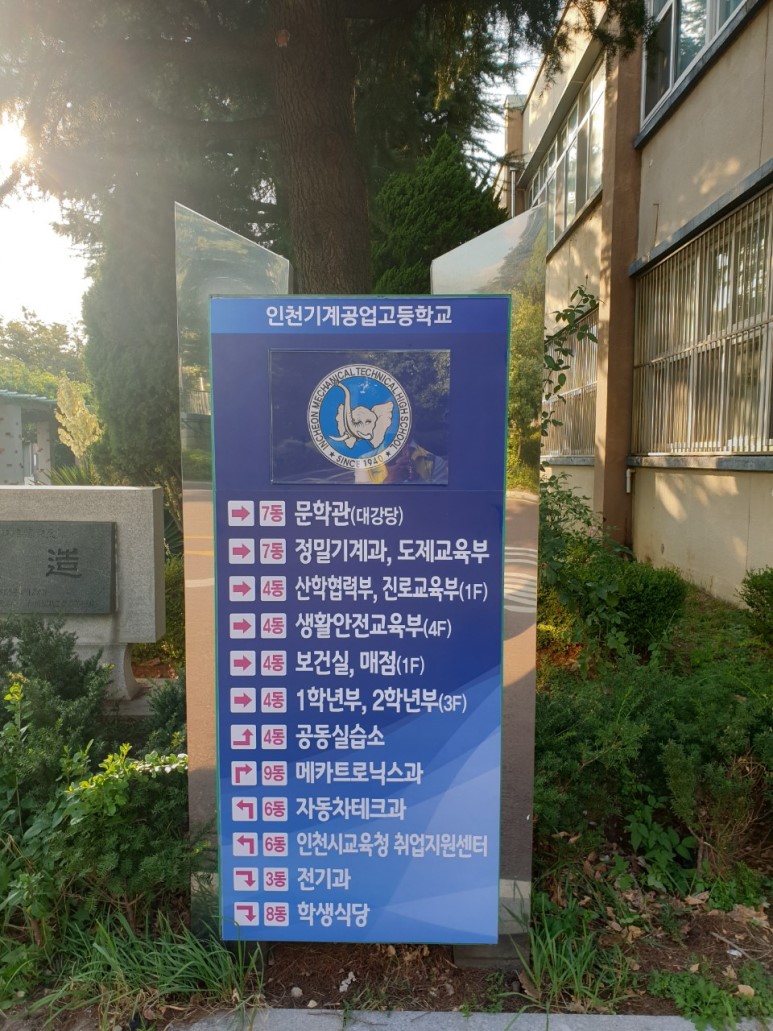 인천기계공업고등학교
INCHEON MECHANICAL TECHNICAL HIGH SCHOOL
★ SINCE 1940 ★
→ 7동 문학관(대강당)
→ 7동 정밀기계과, 도제교육부
→ 4동 산학협력부, 진로교육부(1F)
→ 4동 생활안전교육부(4F)
→ 4동 보건실, 매점(1F)
→ 4동 1학년부, 2학년부(3F)
4동 공동실습소
9동 메카트로닉스과
6동 자동차테크과
6동 인천시교육청 취업지원센터
3동 전기과
8동 학생식당
造